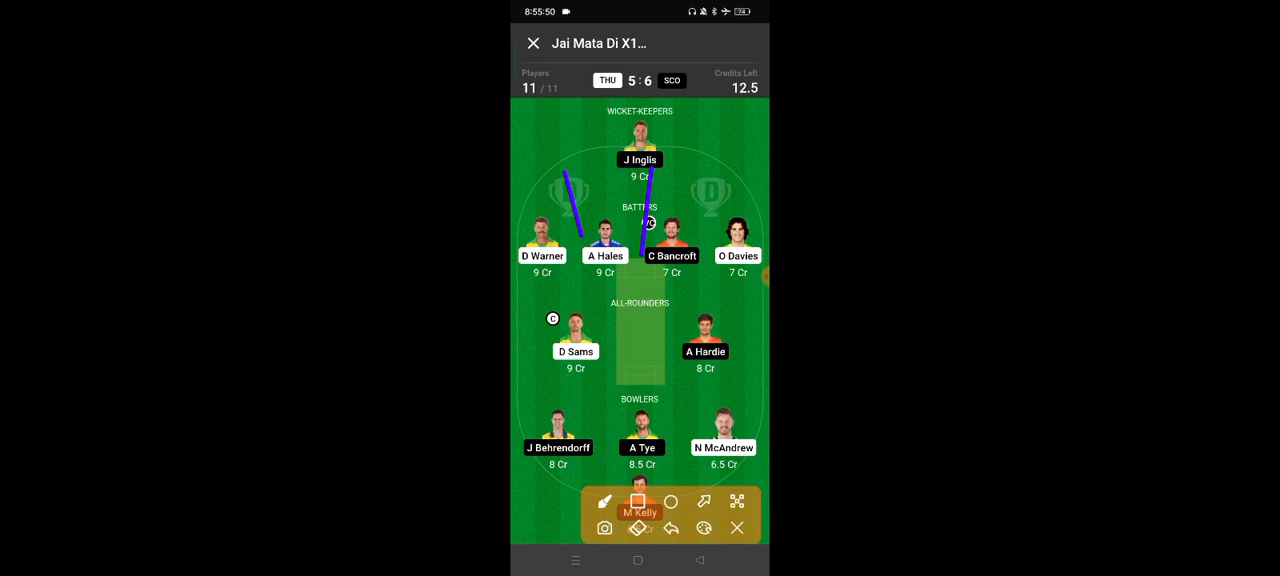 8:55:50
74
Jai Mata Di X1...
Players
11 / 11
THU 5 : 6 SCO
Credits Left
12.5
WICKET-KEEPERS
J Inglis
9 Cr
BATTERS
VC
D Warner A Hales C Bancroft O Davies
9 Cr 9 Cr 7 Cr 7 Cr
ALL-ROUNDERS
C
D Sams A Hardie
9 Cr 8 Cr
BOWLERS
J Behrendorff A Tye N McAndrew
8 Cr 8.5 Cr 6.5 Cr
M Kelly
Cr